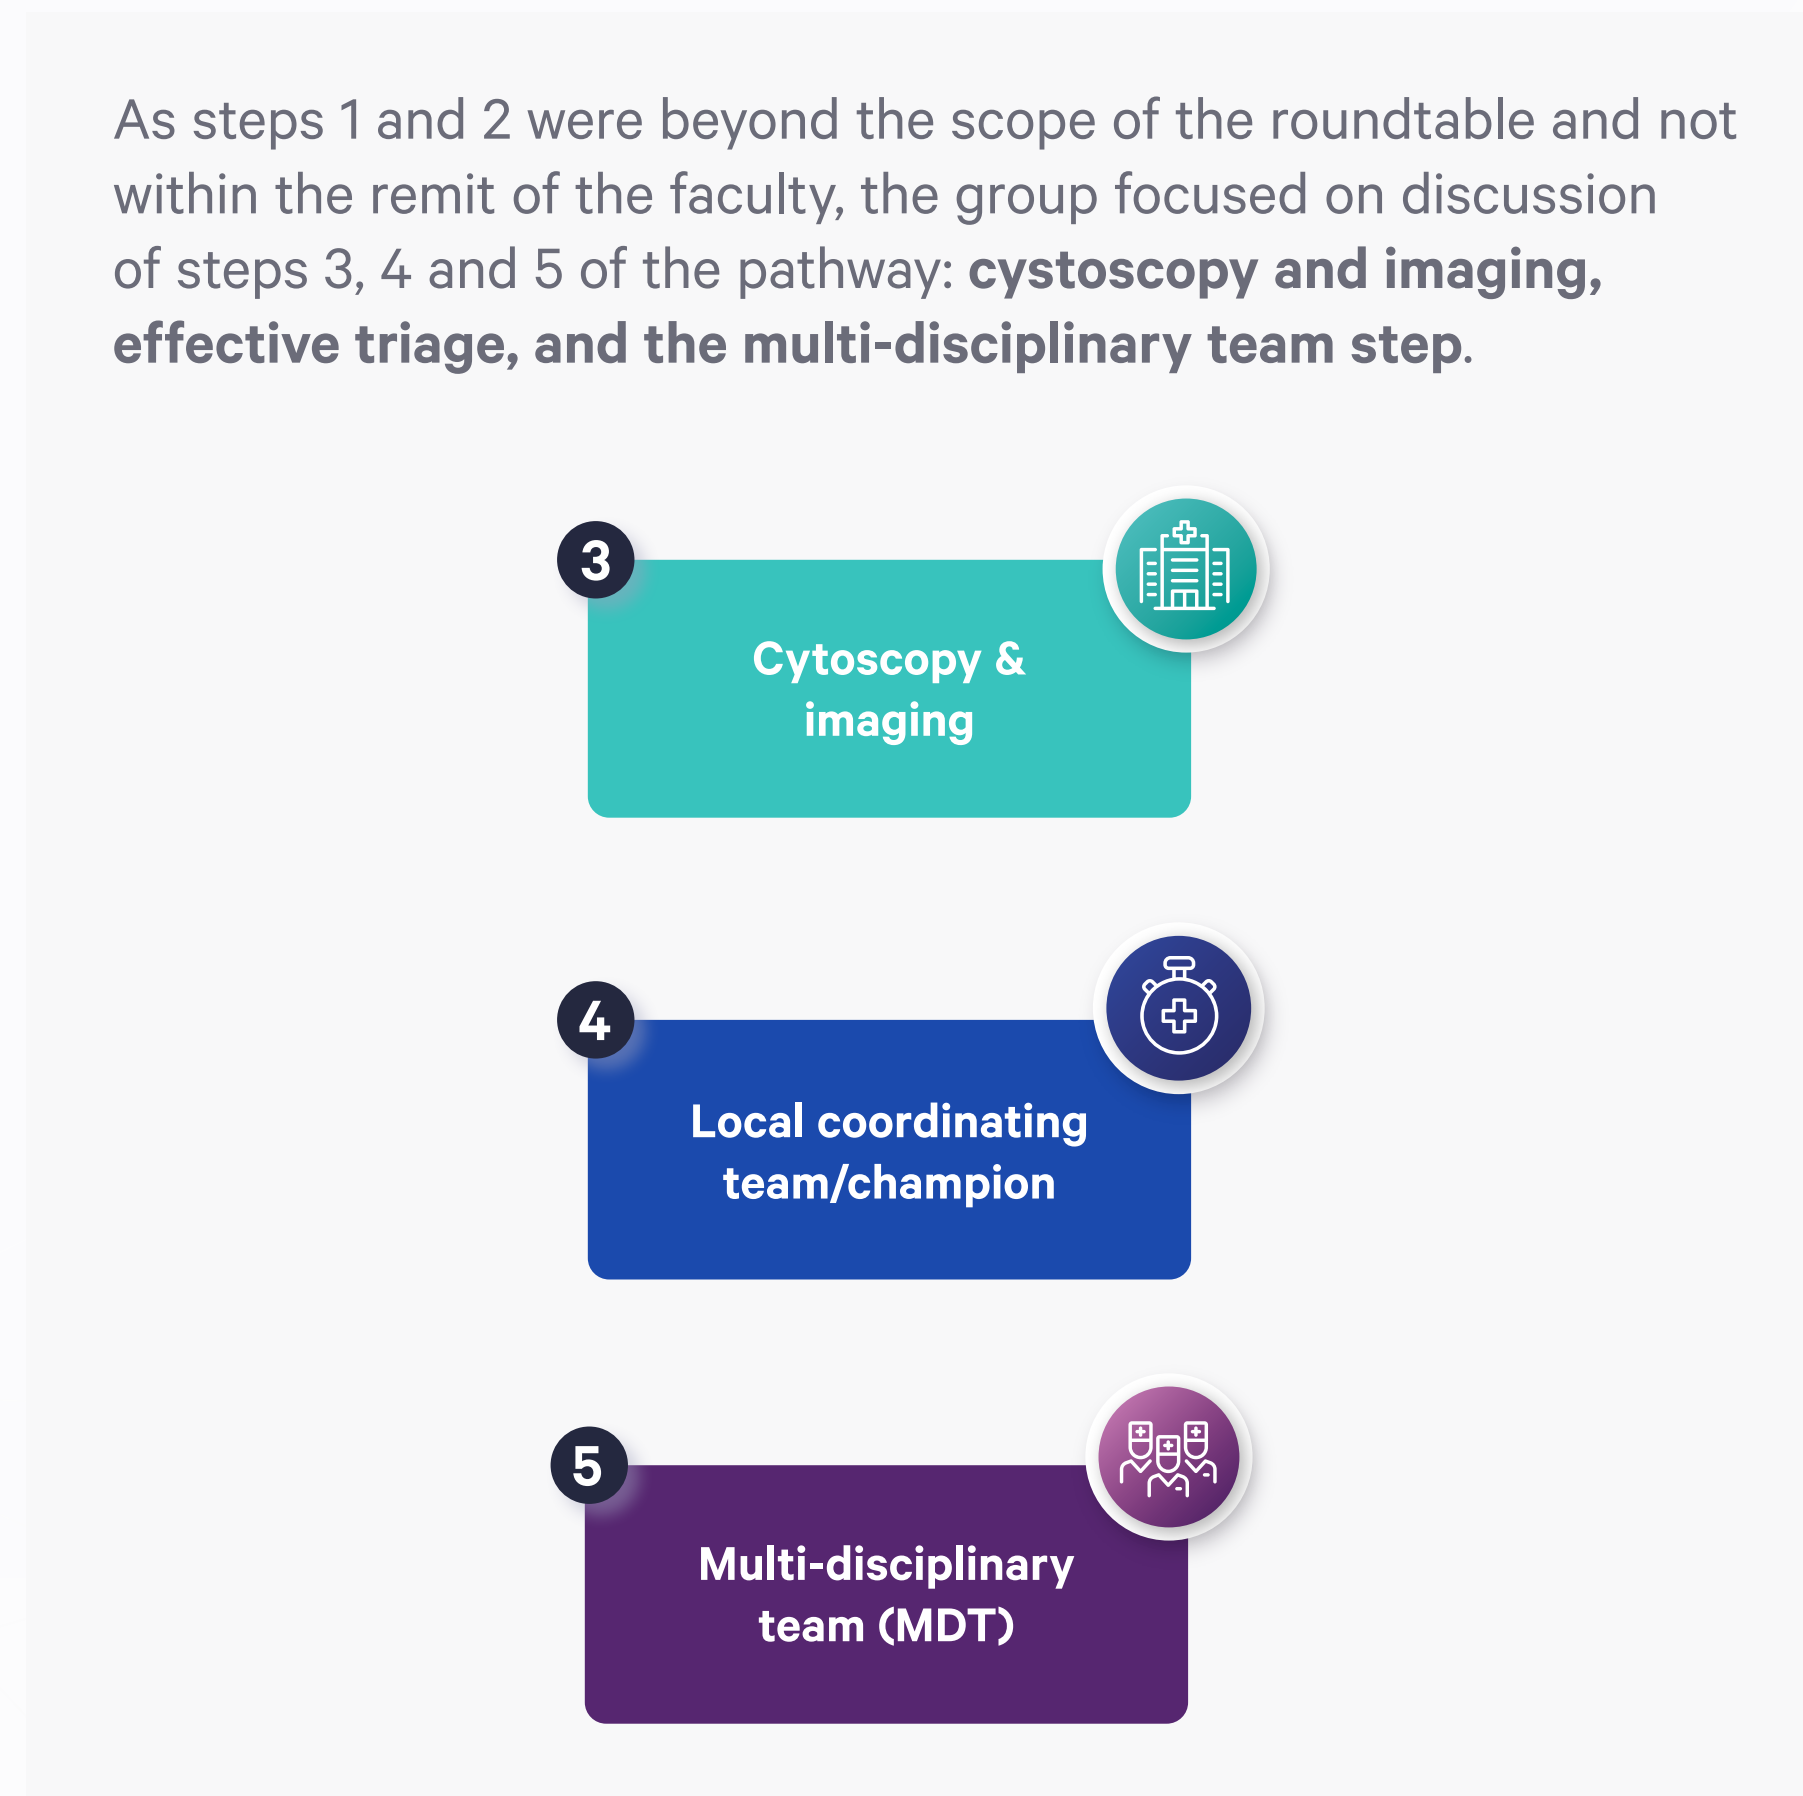 As steps 1 and 2 were beyond the scope of the roundtable and not
within the remit of the faculty, the group focused on discussion
of steps 3, 4 and 5 of the pathway: cystoscopy and imaging,
effective triage, and the multi-disciplinary team step.
3
Cytoscopy &
imaging
4
Local coordinating
team/champion
5
Multi-disciplinary
team (MDT)